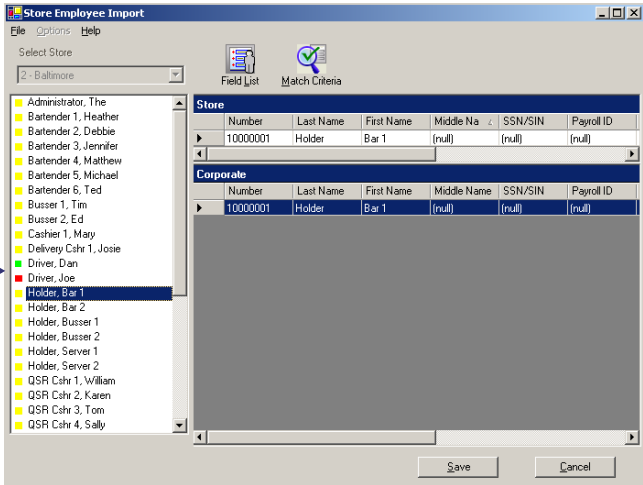 Store Employee Import
File Options Help
Select Store
2 - Baltimore
Field List
Match Criteria
Administrator, The
Bartender 1, Heather
Bartender 2, Debbie
Bartender 3, Jennifer
Bartender 4, Matthew
Bartender 5, Michael
Bartender 6, Ted
Busser 1, Tim
Busser 2, Ed
Cashier 1, Mary
Delivery Cshr 1, Josie
Driver, Dan
Driver, Joe
Holder, Bar 1
Holder, Bar 2
Holder, Busser 1
Holder, Busser 2
Holder, Server 1
Holder, Server 2
QSR Cshr 1, William
QSR Cshr 2, Karen
QSR Cshr 3, Tom
QSR Cshr 4, Sally
Store
Number Last Name First Name Middle Na SSN/SIN Payroll ID
10000001 Holder Bar 1 (null) (null) (null)
Corporate
Number Last Name First Name Middle Name SSN/SIN Payroll ID
10000001 Holder Bar 1 (null) (null) (null)
Save
Cancel